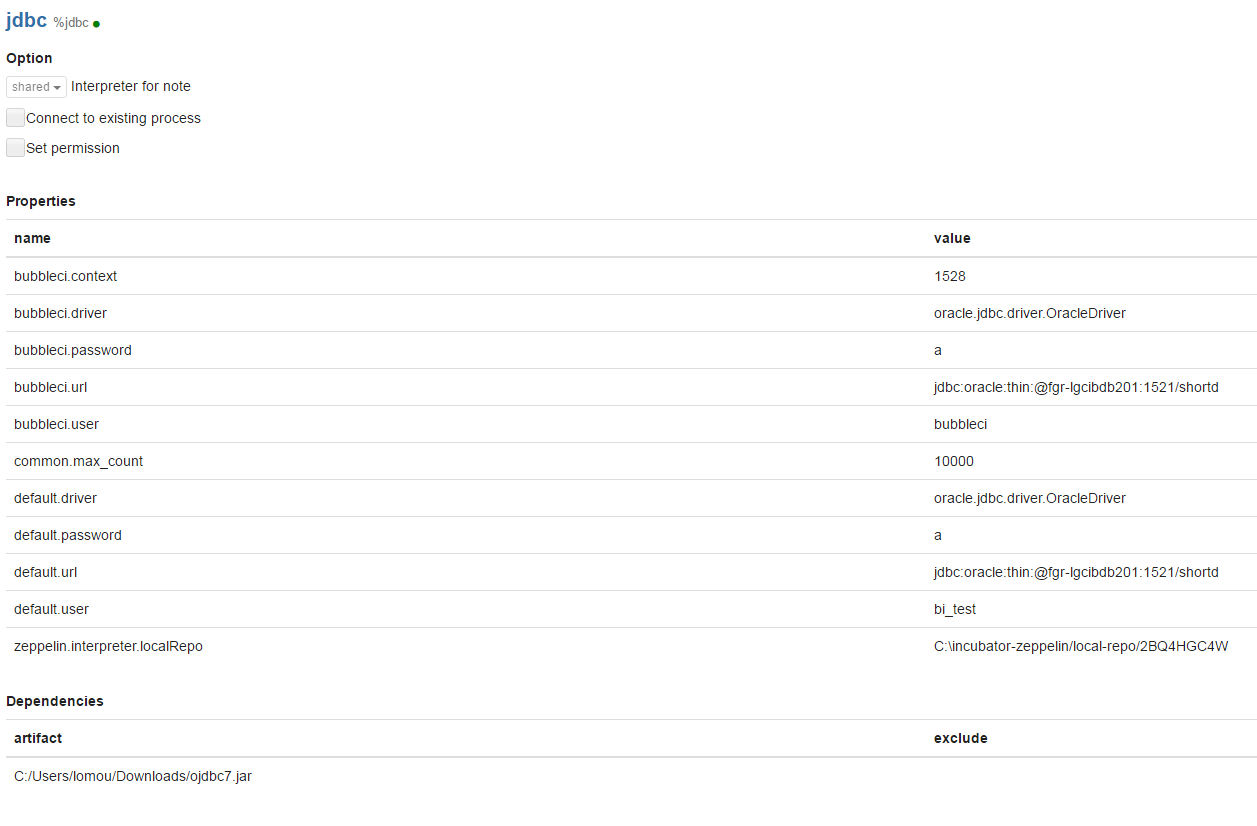 jdbc %jdbc
Option
shared Interpreter for note
Connect to existing process
Set permission
Properties
name value
bubbleci.context 1528
bubbleci.driver oracle.jdbc.driver.OracleDriver
bubbleci.password a
bubbleci.url jdbc:oracle:thin:@fgr-lgcibdb201:1521/shortd
bubbleci.user bubbleci
common.max_count 10000
default.driver oracle.jdbc.driver.OracleDriver
default.password a
default.url jdbc:oracle:thin:@fgr-lgcibdb201:1521/shortd
default.user bi_test
zeppelin.interpreter.localRepo C:\incubator-zeppelin/local-repo/2BQ4HGC4W
Dependencies
artifact exclude
C:/Users/lomou/Downloads/ojdbc7.jar